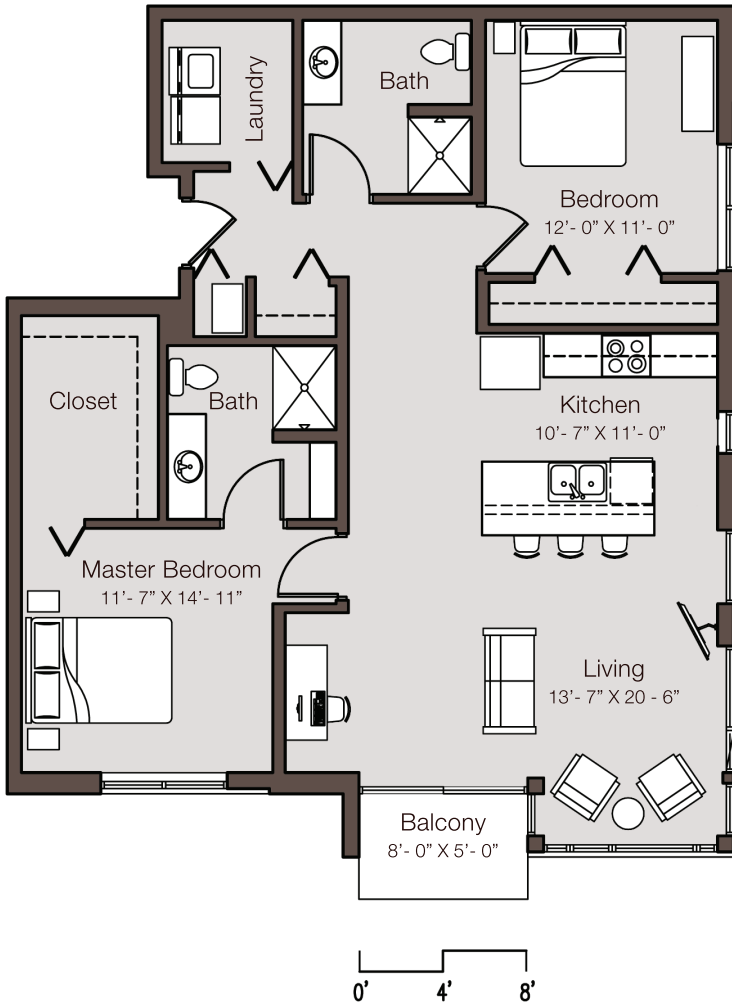 Laundry
Bath
Bedroom
12’- 0” X 11’- 0”
Closet
Bath
Kitchen
10’- 7” X 11’- 0”
Master Bedroom
11’- 7” X 14’- 11”
Living
13’- 7” X 20 - 6”
Balcony
8’- 0” X 5’- 0”
0' 4' 8'